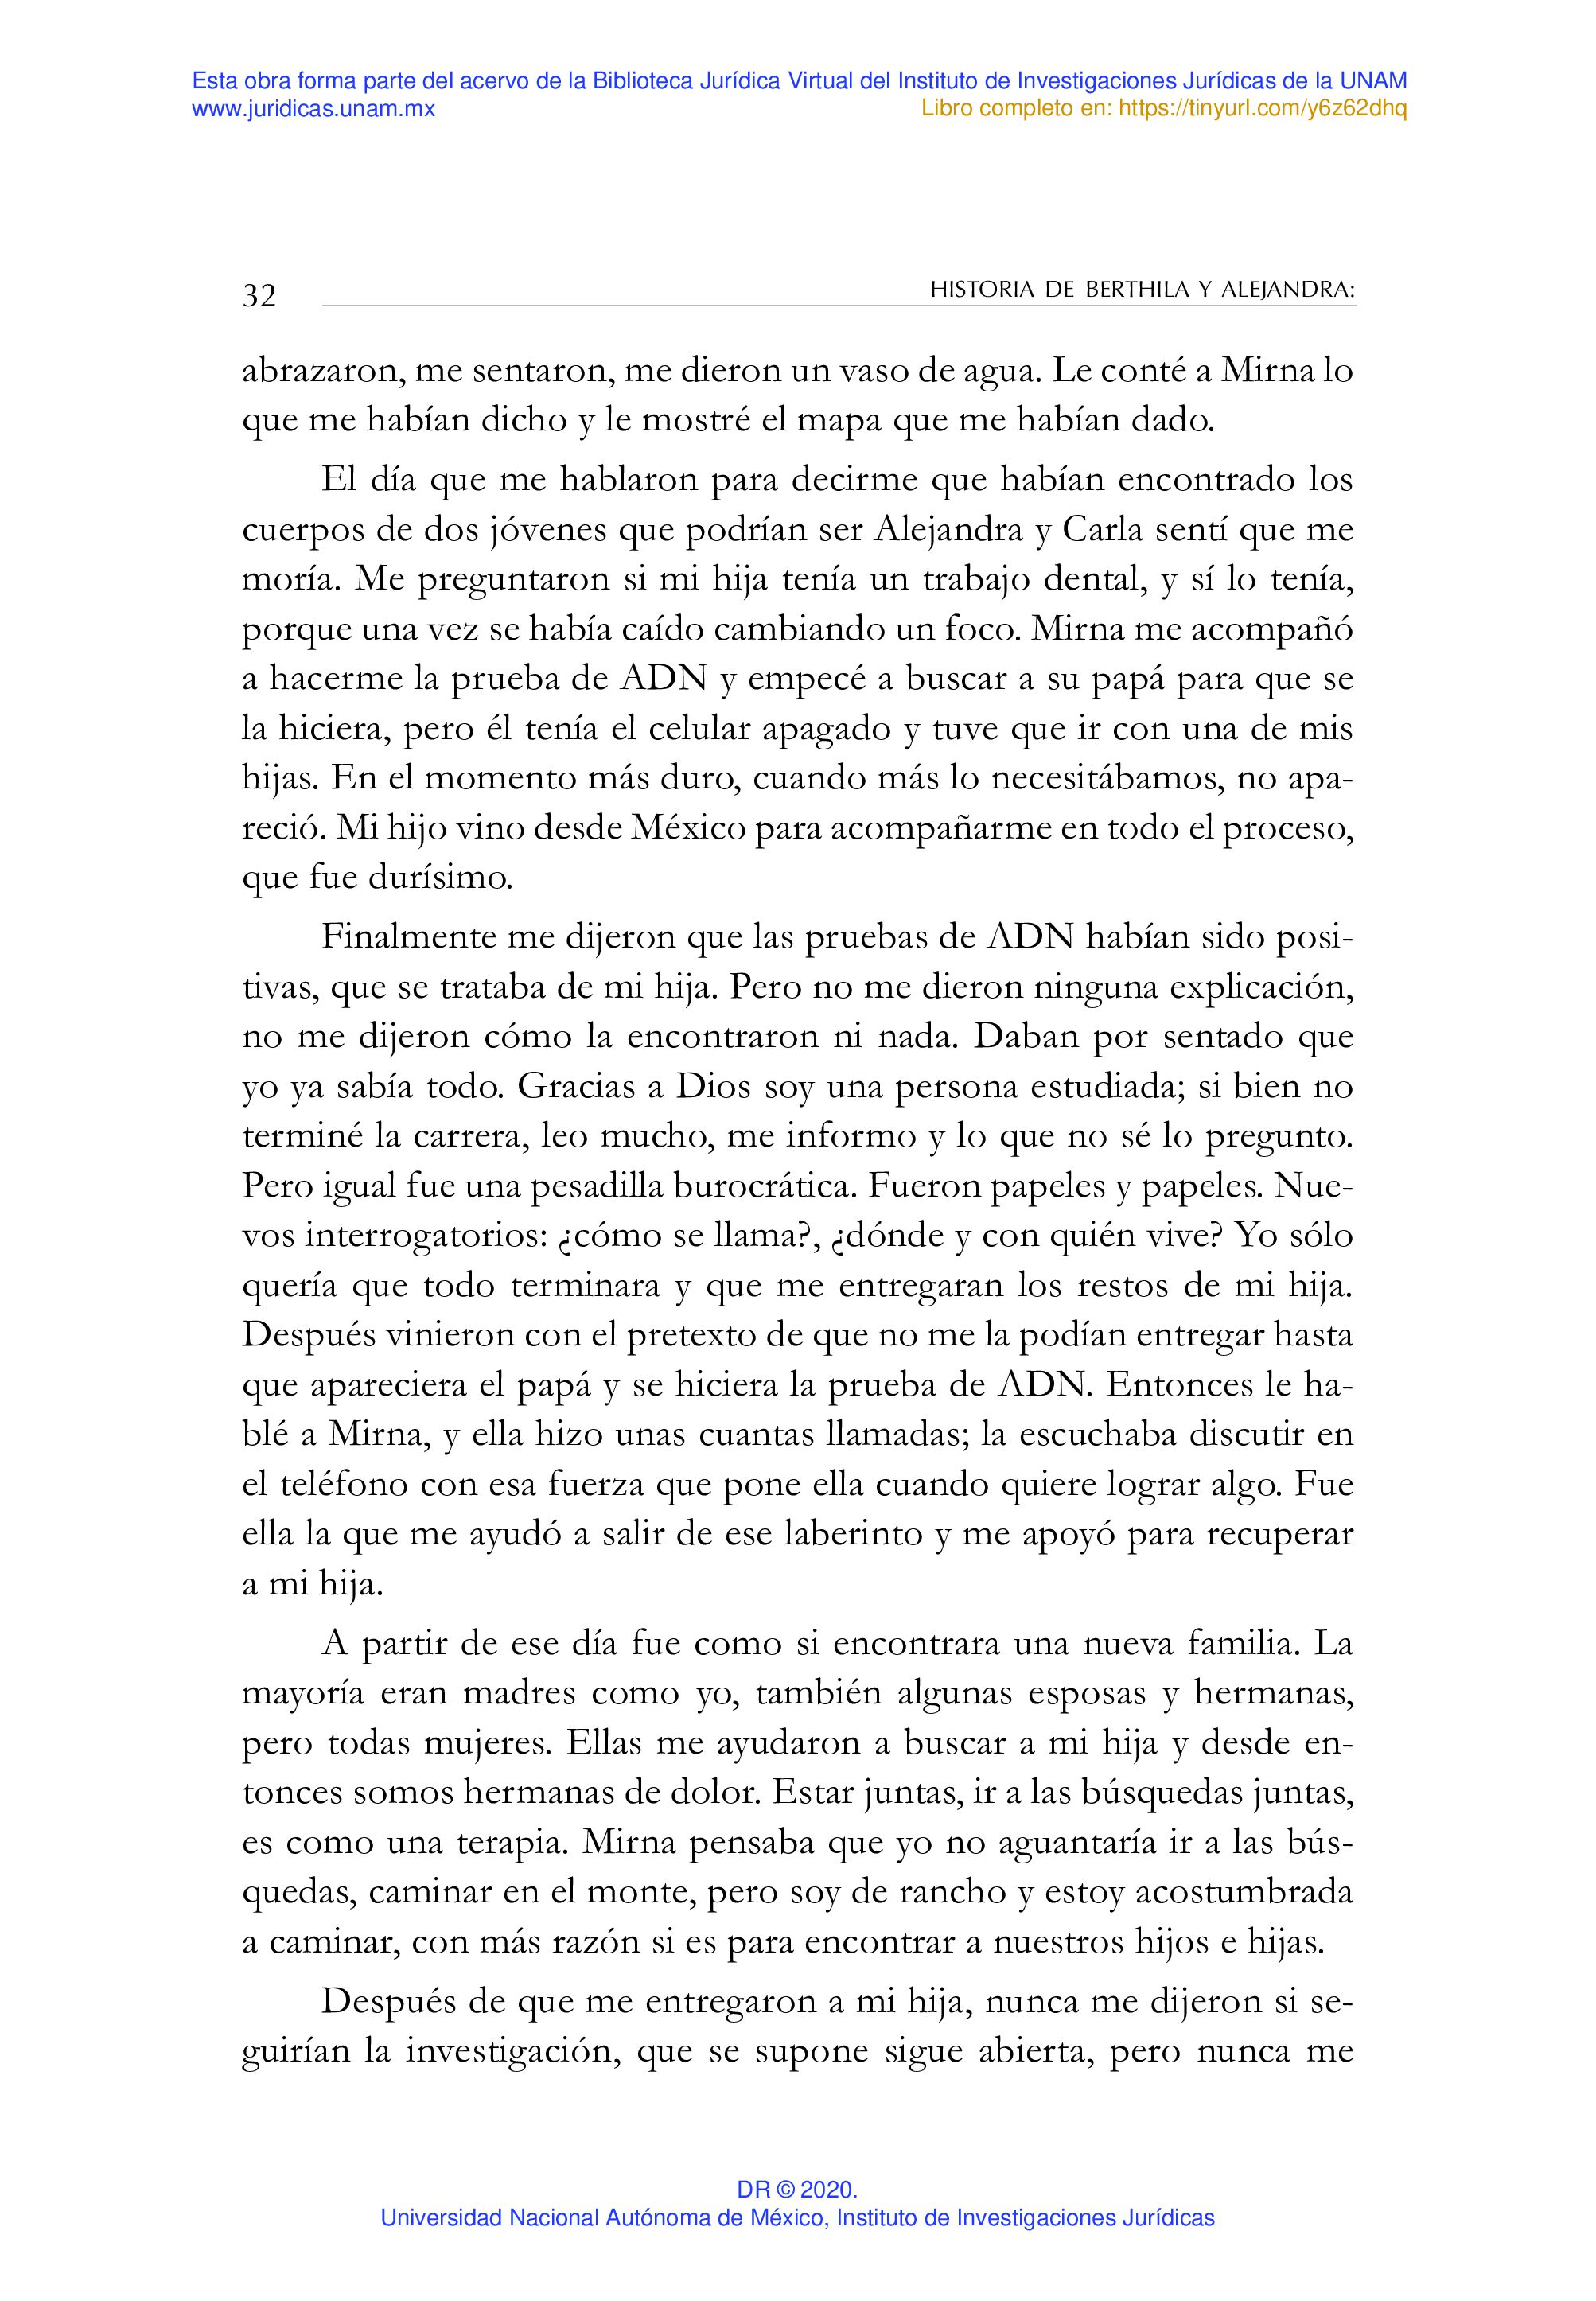 Esta obra forma parte del acervo de la Biblioteca Jurídica Virtual del Instituto de Investigaciones Jurídicas de la UNAM
www.juridicas.unam.mx
Libro completo en: https://tinyurl.com/y6z62dhq
32
HISTORIA DE BERTHILA Y ALEJANDRA:
abrazaron, me sentaron, me dieron un vaso de agua. Le conté a Mirna lo
que me habían dicho y le mostré el mapa que me habían dado.
El día que me hablaron para decirme que habían encontrado los
cuerpos de dos jóvenes que podrían ser Alejandra y Carla sentí que me
moría. Me preguntaron si mi hija tenía un trabajo dental, y sí lo tenía,
porque una vez se había caído cambiando un foco. Mirna me acompañó
a hacerme la prueba de ADN y empecé a buscar a su papá para que se
la hiciera, pero él tenía el celular apagado y tuve que ir con una de mis
hijas. En el momento más duro, cuando más lo necesitábamos, no apa-
reció. Mi hijo vino desde México para acompañarme en todo el proceso,
que fue durísimo.
Finalmente me dijeron que las pruebas de ADN habían sido posi-
tivas, que se trataba de mi hija. Pero no me dieron ninguna explicación,
no me dijeron cómo la encontraron ni nada. Daban por sentado que
yo ya sabía todo. Gracias a Dios soy una persona estudiada; si bien no
terminé la carrera, leo mucho, me informo y lo que no sé lo pregunto.
Pero igual fue una pesadilla burocrática. Fueron papeles y papeles. Nue-
vos interrogatorios: ¿cómo se llama?, ¿dónde y con quién vive? Yo sólo
quería que todo terminara y que me entregaran los restos de mi hija.
Después vinieron con el pretexto de que no me la podían entregar hasta
que apareciera el papá y se hiciera la prueba de ADN. Entonces le ha-
blé a Mirna, y ella hizo unas cuantas llamadas; la escuchaba discutir en
el teléfono con esa fuerza que pone ella cuando quiere lograr algo. Fue
ella la que me ayudó a salir de ese laberinto y me apoyó para recuperar
a mi hija.
A partir de ese día fue como si encontrara una nueva familia. La
mayoría eran madres como yo, también algunas esposas y hermanas,
pero todas mujeres. Ellas me ayudaron a buscar a mi hija y desde en-
tonces somos hermanas de dolor. Estar juntas, ir a las búsquedas juntas,
es como una terapia. Mirna pensaba que yo no aguantaría ir a las bús-
quedas, caminar en el monte, pero soy de rancho y estoy acostumbrada
a caminar, con más razón si es para encontrar a nuestros hijos e hijas.
Después de que me entregaron a mi hija, nunca me dijeron si se-
guirían la investigación, que se supone sigue abierta, pero nunca me
DR © 2020.
Universidad Nacional Autónoma de México, Instituto de Investigaciones Jurídicas